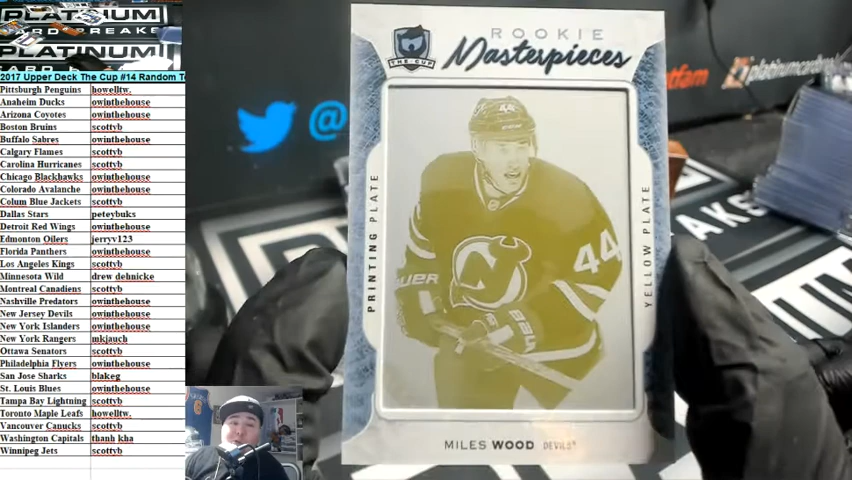 PLATINUM
CARD BREAKS
PLATINUM
2017 Upper Deck The Cup #14 Random Te
Pittsburgh Penguins howelltw.
Anaheim Ducks owinthehouse
Arizona Coyotes owinthehouse
Boston Bruins scottyb
Buffalo Sabres owinthehouse
Calgary Flames scottyb
Carolina Hurricanes scottyb
Chicago Blackhawks owinthehouse
Colorado Avalanche owinthehouse
Colum Blue Jackets scottyb
Dallas Stars peteybuks
Detroit Red Wings owinthehouse
Edmonton Oilers jerryv123
Florida Panthers owinthehouse
Los Angeles Kings scottyb
Minnesota Wild drew dehnicke
Montreal Canadiens scottyb
Nashville Predators owinthehouse
New Jersey Devils owinthehouse
New York Islanders owinthehouse
New York Rangers mkjauch
Ottawa Senators scottyb
Philadelphia Flyers owinthehouse
San Jose Sharks blakeg
St. Louis Blues owinthehouse
Tampa Bay Lightning scottyb
Toronto Maple Leafs howelltw.
Vancouver Canucks scottyb
Washington Capitals thanh kha
Winnipeg Jets scottyb
THE CUP
ROOKIE
Masterpieces
PRINTING PLATE
YELLOW PLATE
44
44
MILES WOOD DEVILS
@
platinumcardbre